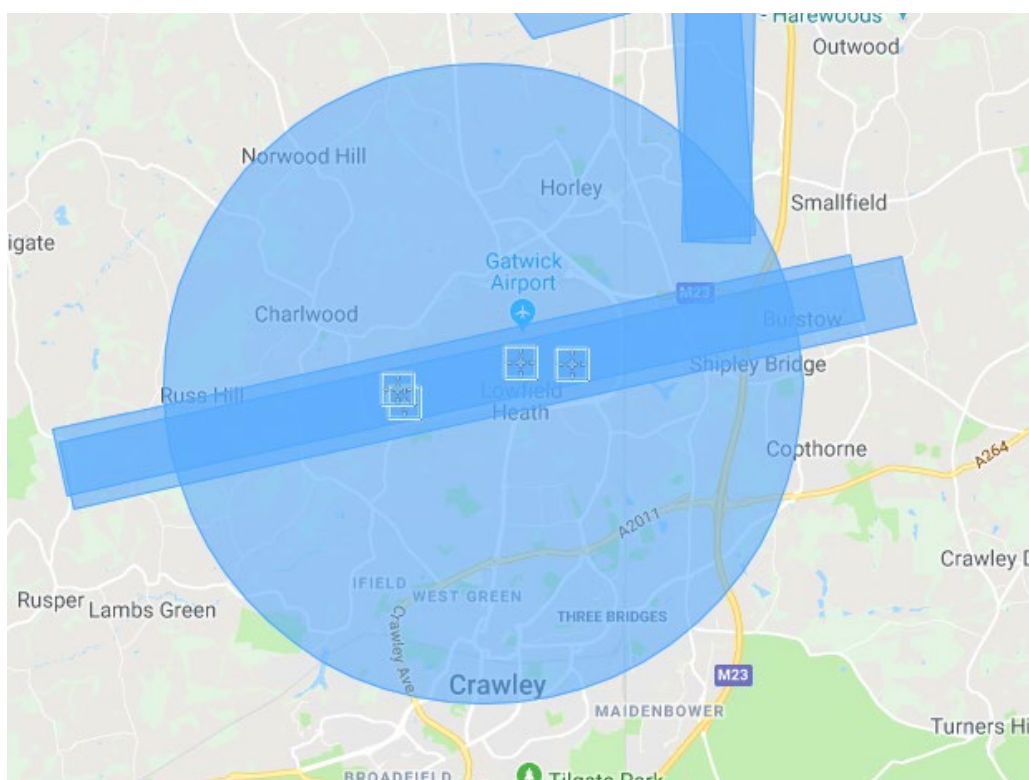 - Harewoods
Outwood
Norwood Hill
Horley
Smallfield
igate
Gatwick
Airport
M23
Charlwood
Burstow
Shipley Bridge
Russ Hill
Lowfield
Heath
Copthorne
A264
A2011
Crawley D
IFIELD
WEST GREEN
Rusper
Lambs Green
THREE BRIDGES
Crawley Ave
M23
Crawley
MAIDENBOWER
Turners Hi
BROADFIELD
Tilgate Park